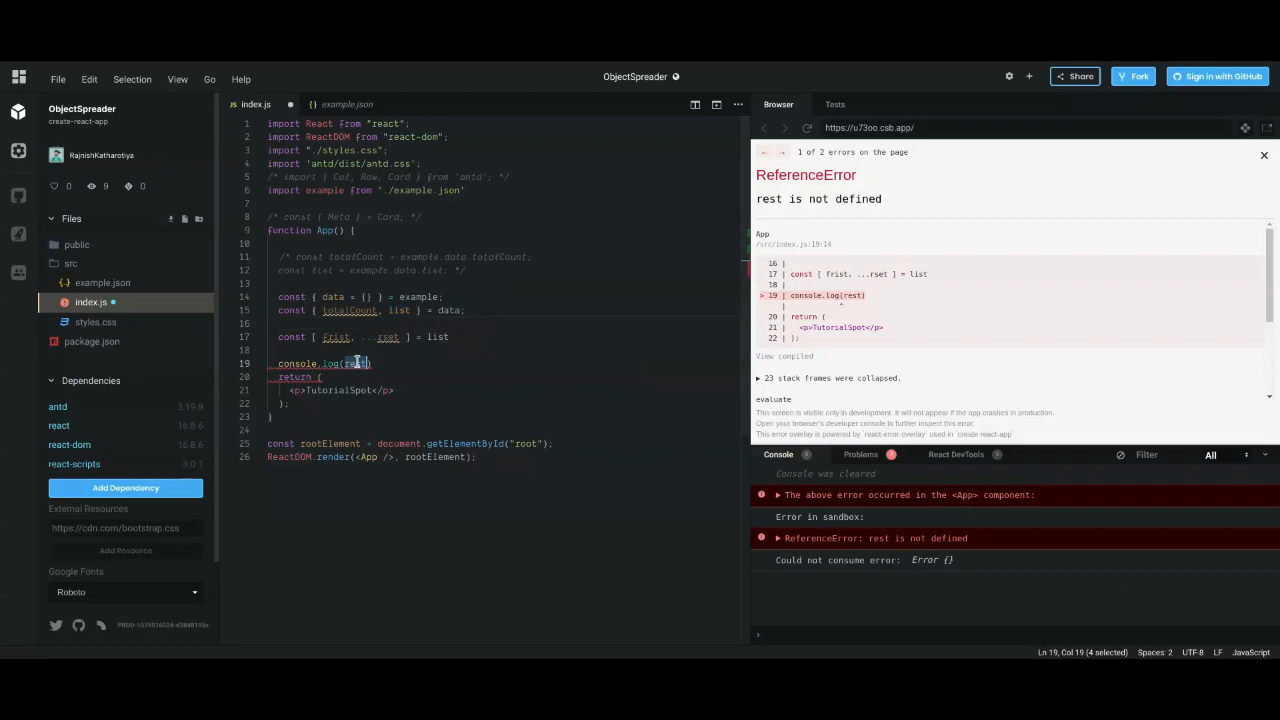 File Edit Selection View Go Help
ObjectSpreader
Share Fork Sign in with GitHub
ObjectSpreader
create-react-app
RajnishKatharotiya
0 9 0
Files
public
src
example.json
index.js
styles.css
package.json
Dependencies
antd 3.19.8
react 16.8.6
react-dom 16.8.6
react-scripts 3.0.1
Add Dependency
External Resources
https://cdn.com/bootstrap.css
Add Resource
Google Fonts
Roboto
JS index.js {} example.json
1 import React from "react";
2 import ReactDOM from "react-dom";
3 import "./styles.css";
4 import 'antd/dist/antd.css';
5 /* import { Col, Row, Card } from 'antd'; */
6 import example from './example.json'
7
8 /* const { Meta } = Card; */
9 function App() {
10
11 /* const totalCount = example.data.totalCount;
12 const list = example.data.list; */
13
14 const { data = {} } = example;
15 const { totalCount, list } = data;
16
17 const [ frist, ...rset ] = list
18
19 console.log(rest)
20 return (
21 <p>TutorialSpot</p>
22 );
23 }
24
25 const rootElement = document.getElementById("root");
26 ReactDOM.render(<App />, rootElement);
Browser Tests
https://u73oo.csb.app/
← → 1 of 2 errors on the page
ReferenceError
rest is not defined
App
/src/index.js:19:14
16 |
17 | const [ frist, ...rset ] = list
18 |
> 19 | console.log(rest)
| ^
20 | return (
21 | <p>TutorialSpot</p>
22 | );
View compiled
▶ 23 stack frames were collapsed.
evaluate
This screen is visible only in development. It will not appear if the app crashes in production.
Open your browser's developer console to further inspect this error.
This error overlay is powered by `react-error-overlay` used in `create-react-app`.
Console Problems React DevTools 0 Filter All
Console was cleared
▶ The above error occurred in the <App> component:
Error in sandbox:
▶ ReferenceError: rest is not defined
Could not consume error: Error {}
Ln 19, Col 19 (4 selected) Spaces: 2 UTF-8 LF JavaScript